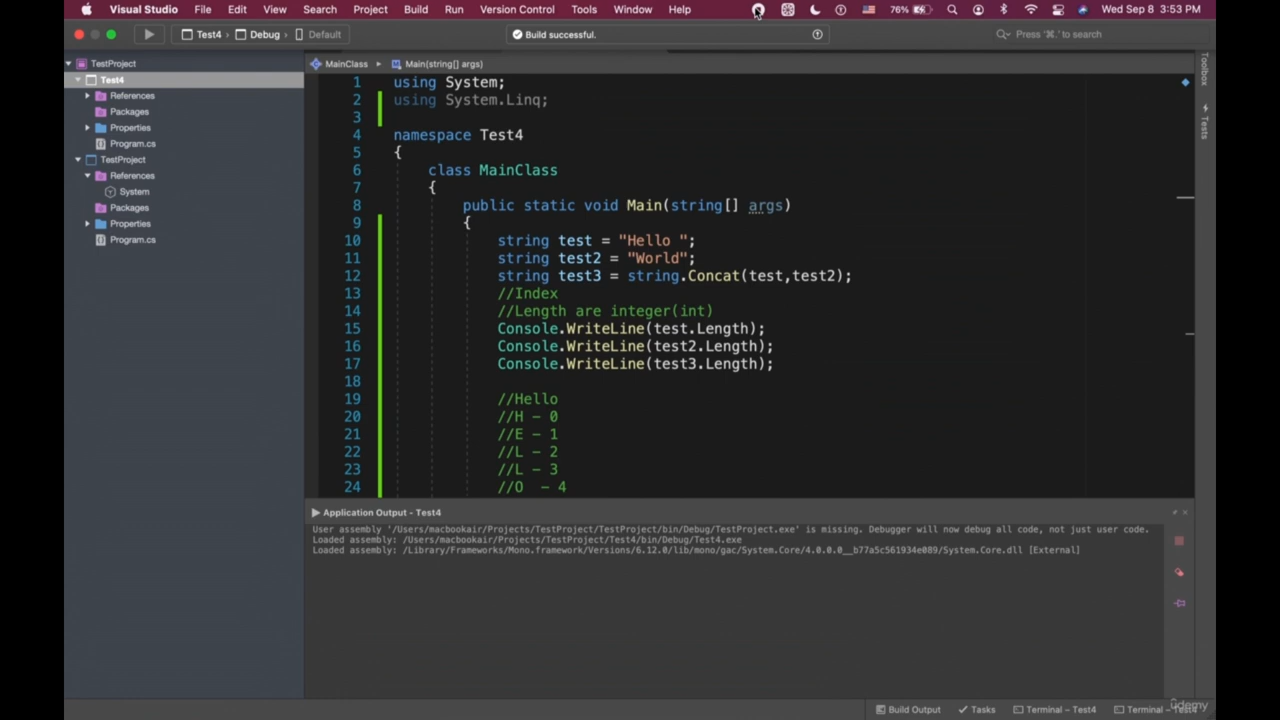 Visual Studio File Edit View Search Project Build Run Version Control Tools Window Help 76% Wed Sep 8 3:53 PM
Test4 › Debug › Default Build successful. Press '⌘.' to search
TestProject
Test4
References
Packages
Properties
Program.cs
TestProject
References
System
Packages
Properties
Program.cs
MainClass Main(string[] args)
1 using System;
2 using System.Linq;
3
4 namespace Test4
5 {
6 class MainClass
7 {
8 public static void Main(string[] args)
9 {
10 string test = "Hello ";
11 string test2 = "World";
12 string test3 = string.Concat(test,test2);
13 //Index
14 //Length are integer(int)
15 Console.WriteLine(test.Length);
16 Console.WriteLine(test2.Length);
17 Console.WriteLine(test3.Length);
18
19 //Hello
20 //H - 0
21 //E - 1
22 //L - 2
23 //L - 3
24 //O  - 4
Toolbox
Tests
Application Output - Test4
User assembly '/Users/macbookair/Projects/TestProject/TestProject/bin/Debug/TestProject.exe' is missing. Debugger will now debug all code, not just user code.
Loaded assembly: /Users/macbookair/Projects/TestProject/Test4/bin/Debug/Test4.exe
Loaded assembly: /Library/Frameworks/Mono.framework/Versions/6.12.0/lib/mono/gac/System.Core/4.0.0.0__b77a5c561934e089/System.Core.dll [External]
Build Output Tasks Terminal - Test4 Terminal - Test4
udemy